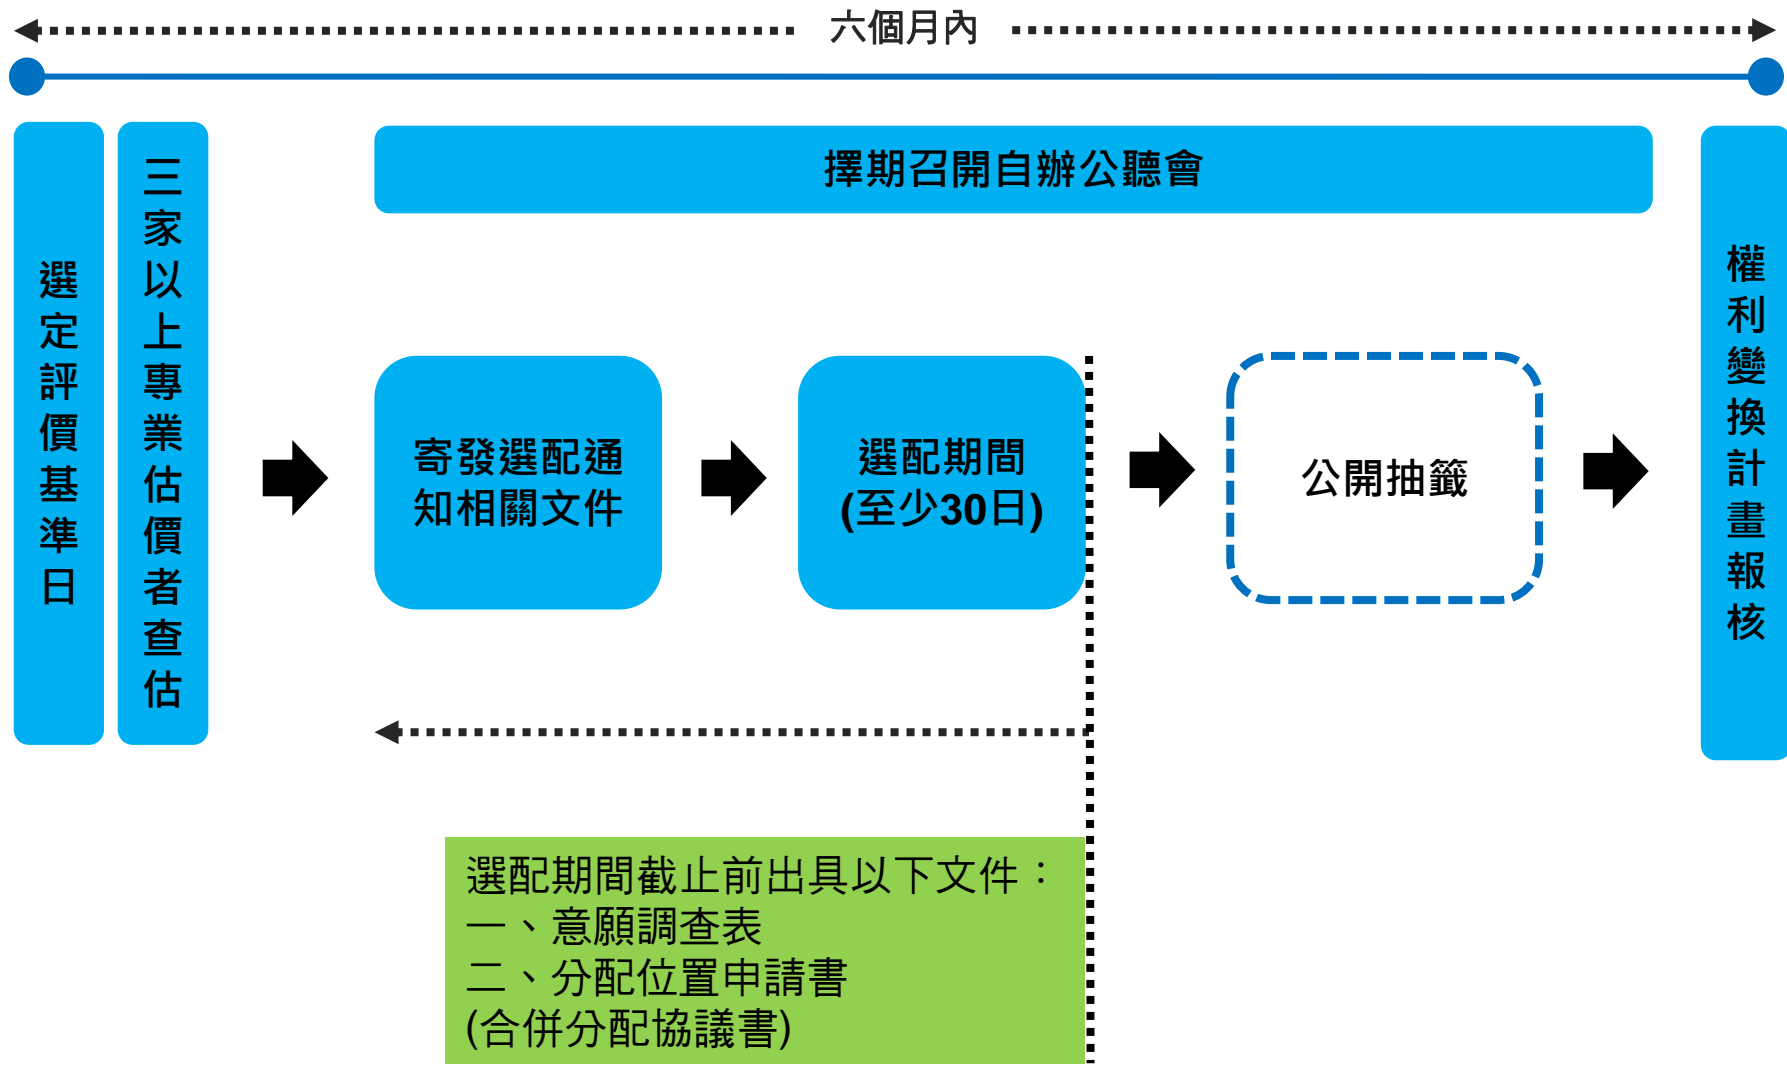 六個月內
選定評價基準日
三家以上專業估價者查估
擇期召開自辦公聽會
寄發選配通
知相關文件
選配期間
(至少30日)
公開抽籤
權利變換計畫報核
選配期間截止前出具以下文件：
一、意願調查表
二、分配位置申請書
(合併分配協議書)